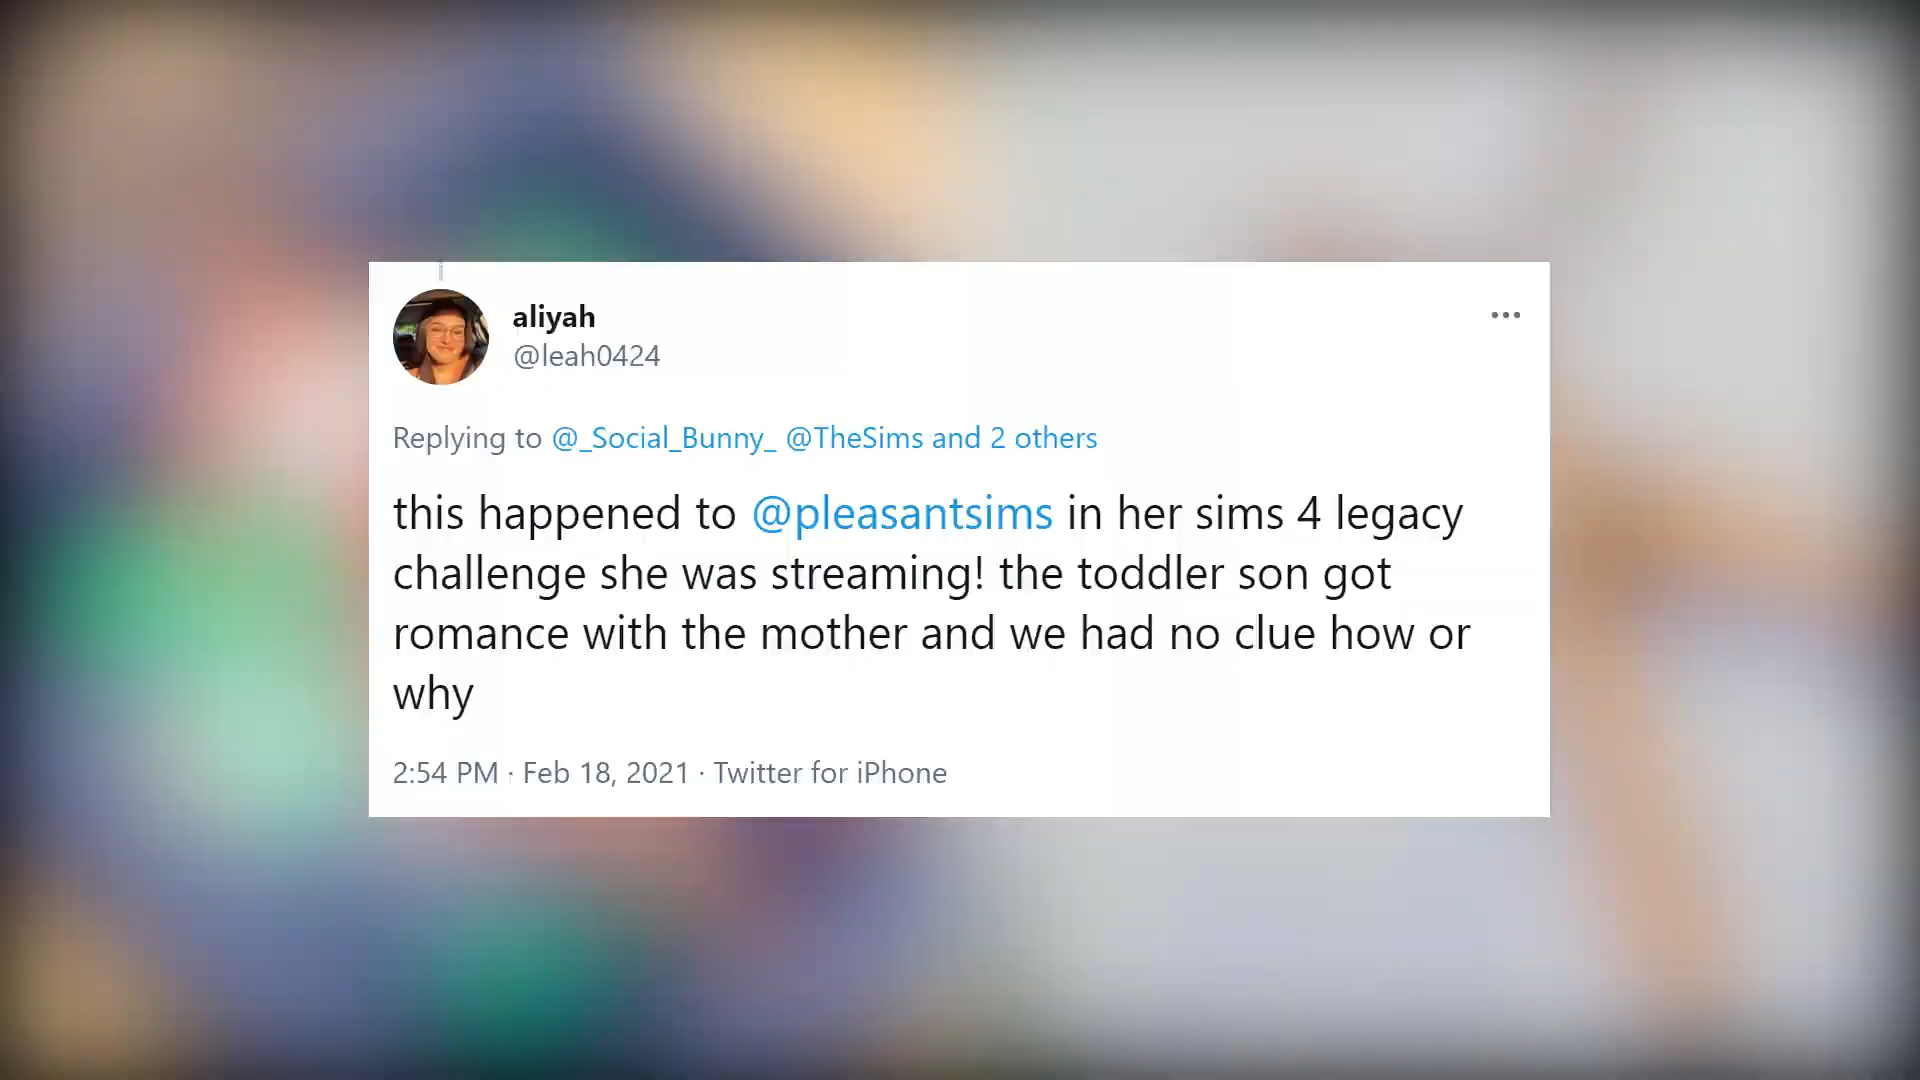 aliyah
@leah0424
Replying to @_Social_Bunny_ @TheSims and 2 others
this happened to @pleasantsims in her sims 4 legacy
challenge she was streaming! the toddler son got
romance with the mother and we had no clue how or
why
2:54 PM · Feb 18, 2021 · Twitter for iPhone